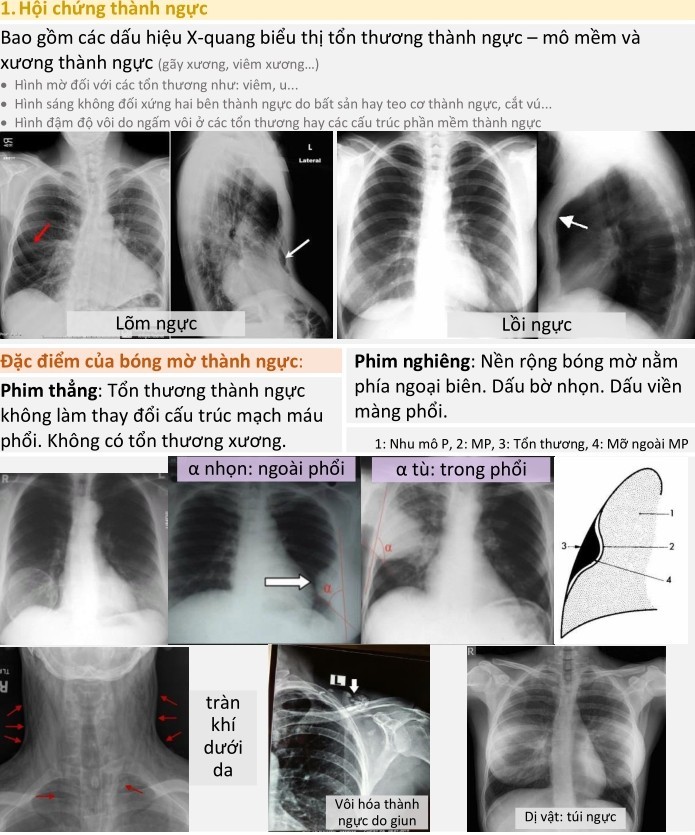 1. Hội chứng thành ngực
Bao gồm các dấu hiệu X-quang biểu thị tổn thương thành ngực – mô mềm và
xương thành ngực (gãy xương, viêm xương...)
• Hình mờ đối với các tổn thương như: viêm, u...
• Hình sáng không đối xứng hai bên thành ngực do bất sản hay teo cơ thành ngực, cắt vú...
• Hình đậm độ vôi do ngấm vôi ở các tổn thương hay các cấu trúc phần mềm thành ngực
L
Lateral
Lõm ngực
Lồi ngực
Đặc điểm của bóng mờ thành ngực:
Phim thẳng: Tổn thương thành ngực
không làm thay đổi cấu trúc mạch máu
phổi. Không có tổn thương xương.
Phim nghiêng: Nền rộng bóng mờ nằm
phía ngoại biên. Dấu bờ nhọn. Dấu viền
màng phổi.
1: Nhu mô P, 2: MP, 3: Tổn thương, 4: Mỡ ngoài MP
α nhọn: ngoài phổi
α tù: trong phổi
R
L
α
α
1
3
2
4
R
tràn
khí
dưới
da
L
Vôi hóa thành
ngực do giun
R
Dị vật: túi ngực